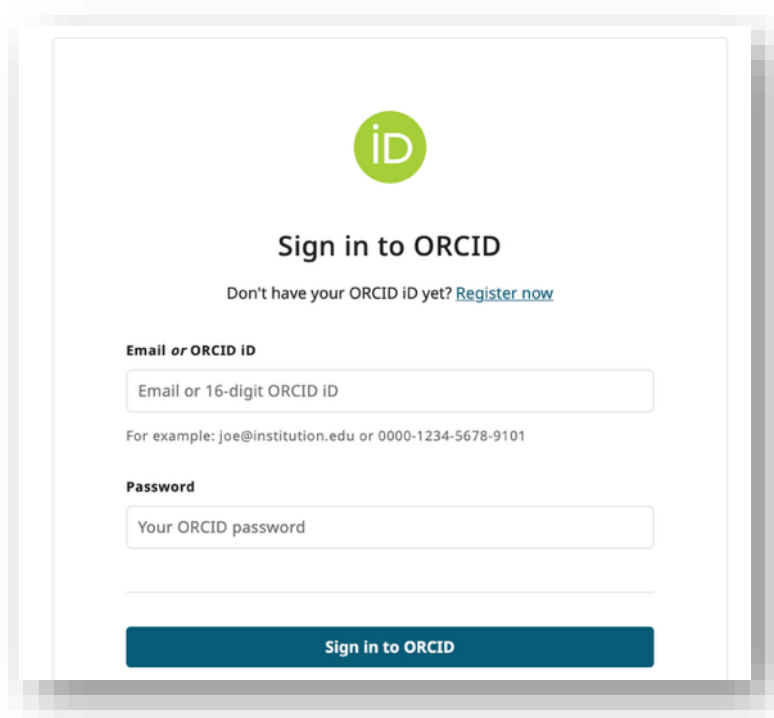 iD
Sign in to ORCID
Don't have your ORCID iD yet? Register now
Email or ORCID iD
Email or 16-digit ORCID iD
For example: joe@institution.edu or 0000-1234-5678-9101
Password
Your ORCID password
Sign in to ORCID